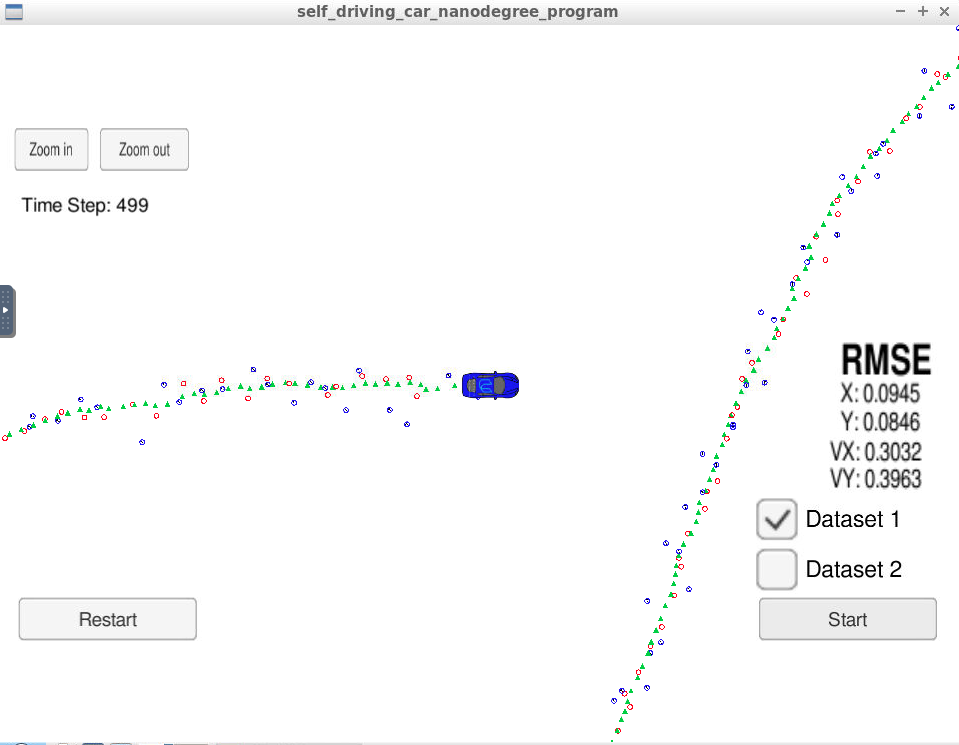 self_driving_car_nanodegree_program
Zoom in
Zoom out
Time Step: 499
RMSE
X: 0.0945
Y: 0.0846
VX: 0.3032
VY: 0.3963
Dataset 1
Dataset 2
Restart
Start